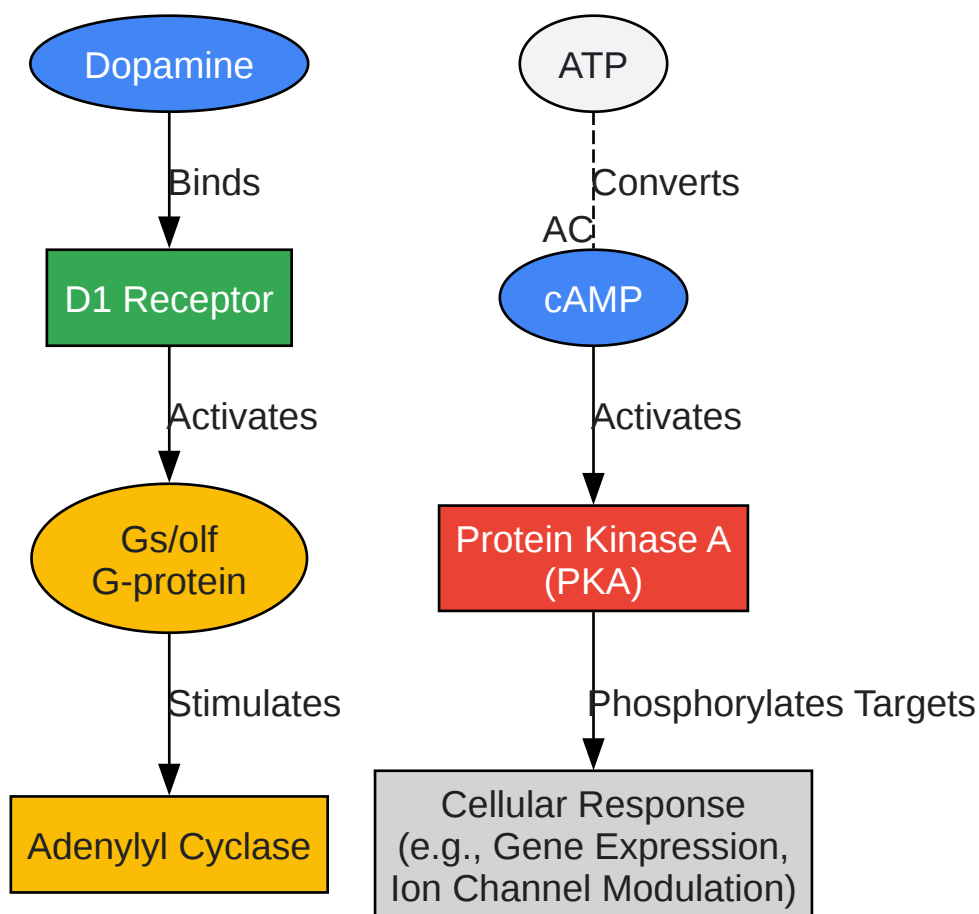 Dopamine
Binds
D1 Receptor
Activates
Gs/olf
G-protein
Stimulates
Adenylyl Cyclase
ATP
Converts
AC
cAMP
Activates
Protein Kinase A
(PKA)
Phosphorylates Targets
Cellular Response
(e.g., Gene Expression,
Ion Channel Modulation)